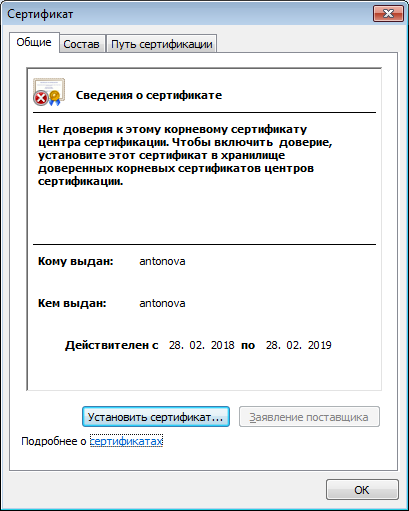 Сертификат
Общие Состав Путь сертификации
Сведения о сертификате
Нет доверия к этому корневому сертификату
центра сертификации. Чтобы включить доверие,
установите этот сертификат в хранилище
доверенных корневых сертификатов центров
сертификации.
Кому выдан: antonova
Кем выдан: antonova
Действителен с 28. 02. 2018 по 28. 02. 2019
Установить сертификат... Заявление поставщика
Подробнее о сертификатах
ОК